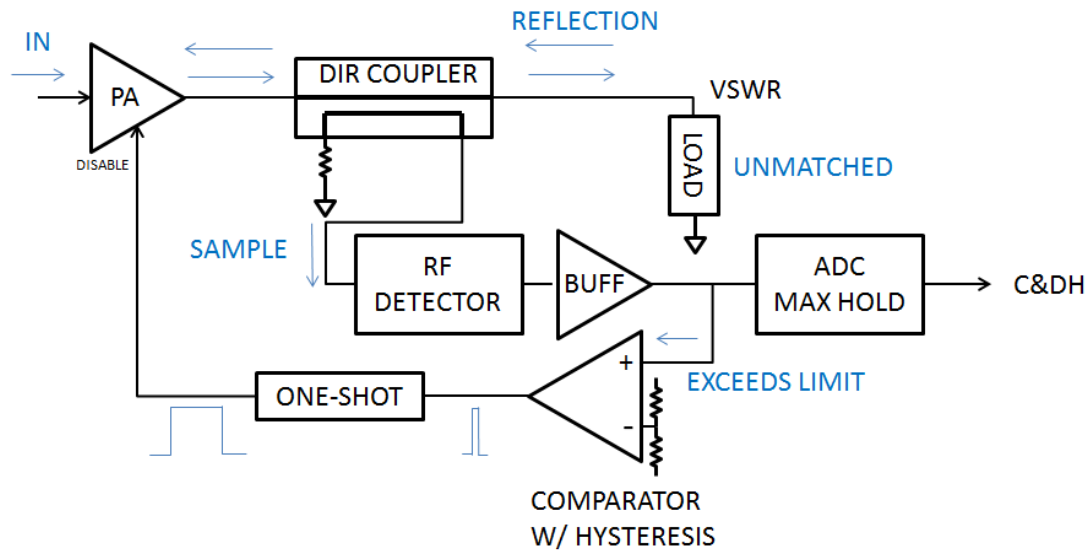 REFLECTION
IN
DIR COUPLER
PA
VSWR
DISABLE
LOAD
UNMATCHED
SAMPLE
RF
DETECTOR
BUFF
ADC
MAX HOLD
C&DH
+
EXCEEDS LIMIT
ONE-SHOT
-
COMPARATOR
W/ HYSTERESIS